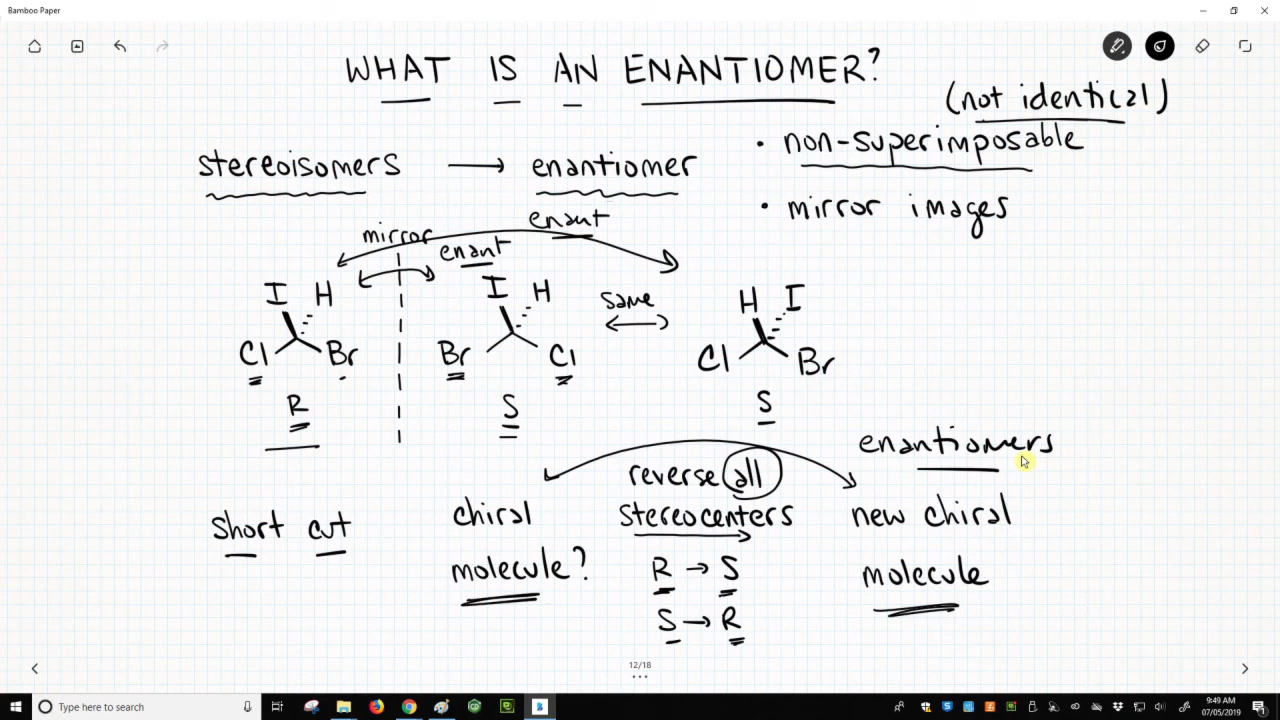 Bamboo Paper
WHAT IS AN ENANTIOMER?
(not identical)
• non-superimposable
stereoisomers → enantiomer
• mirror images
enant
mirror
enant
I H
I H
H I
same
Cl Br
Br Cl
Cl Br
R
S
S
enantiomers
reverse all
short cut
chiral
stereocenters
new chiral
molecule?
R → S
molecule
S → R
12/18
Type here to search
9:49 AM
07/05/2019